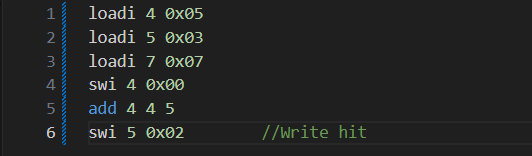 1 loadi 4 0x05
2 loadi 5 0x03
3 loadi 7 0x07
4 swi 4 0x00
5 add 4 4 5
6 swi 5 0x02 //Write hit